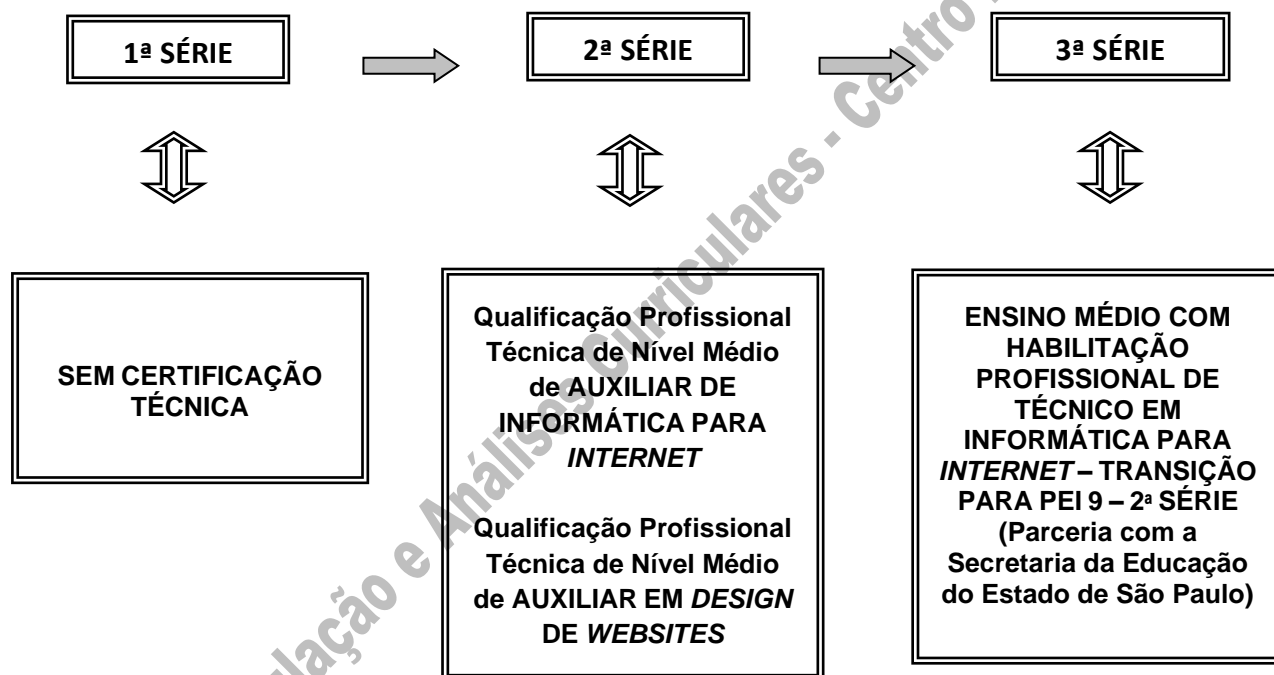 1ª SÉRIE
2ª SÉRIE
3ª SÉRIE
SEM CERTIFICAÇÃO
TÉCNICA
Qualificação Profissional
Técnica de Nível Médio
de AUXILIAR DE
INFORMÁTICA PARA
INTERNET
Qualificação Profissional
Técnica de Nível Médio
de AUXILIAR EM DESIGN
DE WEBSITES
ENSINO MÉDIO COM
HABILITAÇÃO
PROFISSIONAL DE
TÉCNICO EM
INFORMÁTICA PARA
INTERNET – TRANSIÇÃO
PARA PEI 9 – 2ª SÉRIE
(Parceria com a
Secretaria da Educação
do Estado de São Paulo)
e Análises Curriculares - Centro